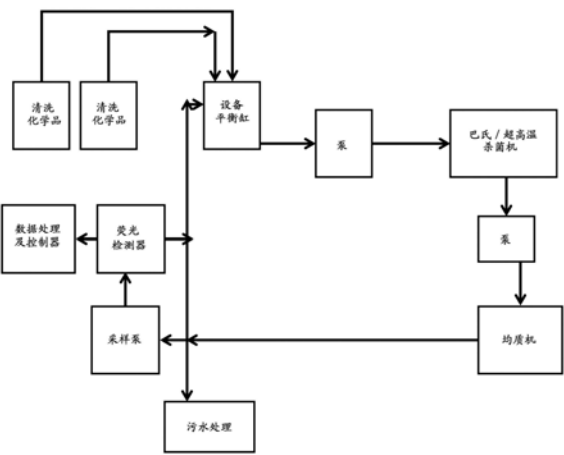 清洗
化学品
清洗
化学品
设备
平衡缸
泵
巴氏/超高温
杀菌机
数据处理
及控制器
荧光
检测器
泵
采样泵
均质机
污水处理